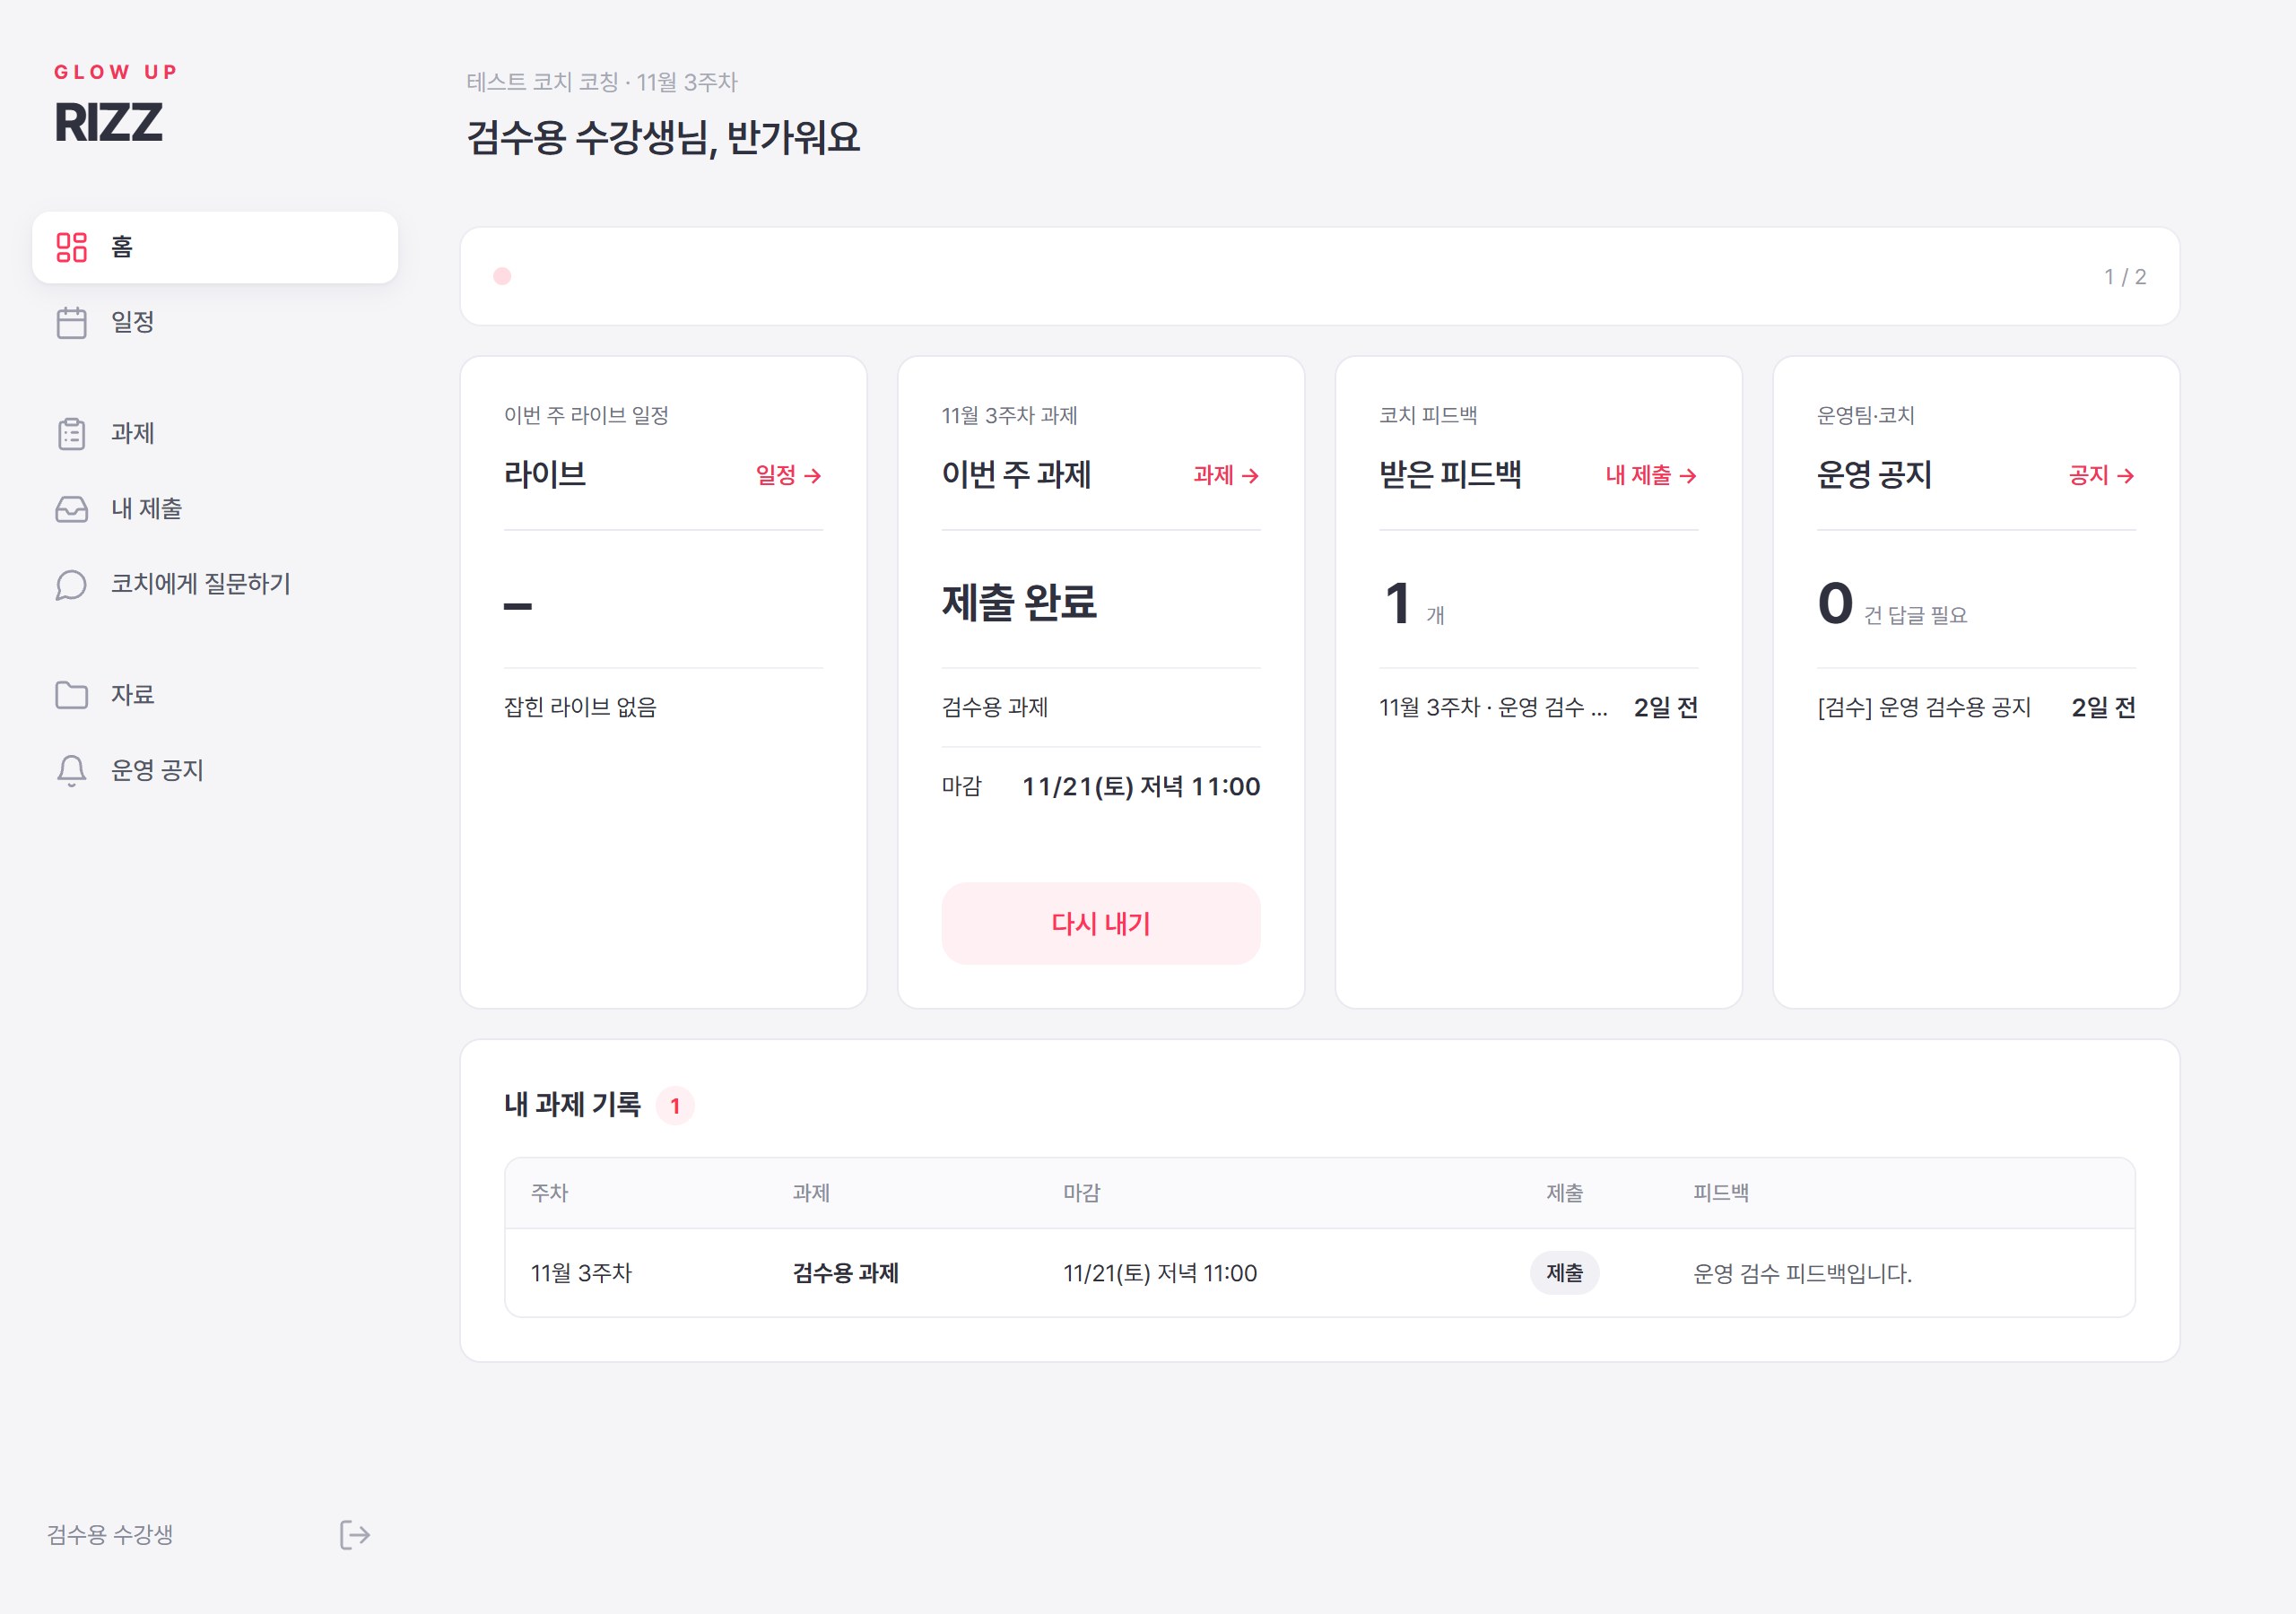 GLOW UP
RIZZ
홈
일정
과제
내 제출
코치에게 질문하기
자료
운영 공지
검수용 수강생
테스트 코치 코칭 · 11월 3주차
검수용 수강생님, 반가워요
1 / 2
이번 주 라이브 일정
라이브 일정 →
–
잡힌 라이브 없음
11월 3주차 과제
이번 주 과제 과제 →
제출 완료
검수용 과제
마감 11/21(토) 저녁 11:00
다시 내기
코치 피드백
받은 피드백 내 제출 →
1 개
11월 3주차 · 운영 검수 ... 2일 전
운영팀·코치
운영 공지 공지 →
0 건 답글 필요
[검수] 운영 검수용 공지 2일 전
내 과제 기록 1
주차 과제 마감 제출 피드백
11월 3주차 검수용 과제 11/21(토) 저녁 11:00 제출 운영 검수 피드백입니다.